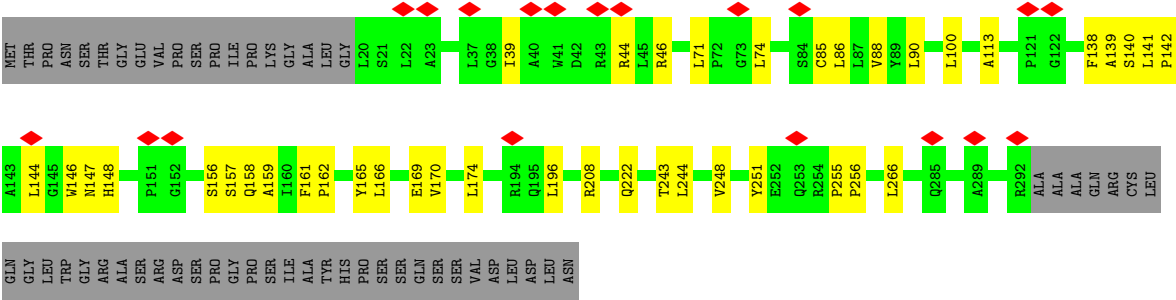 MET THR PRO ASN SER THR THR GLY GLU VAL PRO SER PRO ILE PRO LYS GLY ALA LEU GLY L20 S21 L22 A23 L37 G38 I39 A40 W41 D42 R43 R44 L45 R46 L71 P72 G73 L74 S84 C85 L86 L87 V88 Y89 L90 L100 A113 P121 G122 F138 A139 S140 L141 P142
A143 L144 G145 W146 N147 H148 P151 G152 S156 S157 Q158 A159 I160 F161 P162 Y165 L166 E169 V170 L174 R194 Q195 L196 R208 Q222 T243 L244 V248 Y251 E252 Q253 R254 P255 P256 L266 Q285 A289 R292 ALA ALA ALA GLN ARG CYS LEU
GLN GLY LEU TRP GLY ARG ALA SER ARG ASP SER PRO GLY PRO SER ILE ALA TYR HIS PRO SER SER GLN SER SER VAL ASP LEU ASP LEU ASN